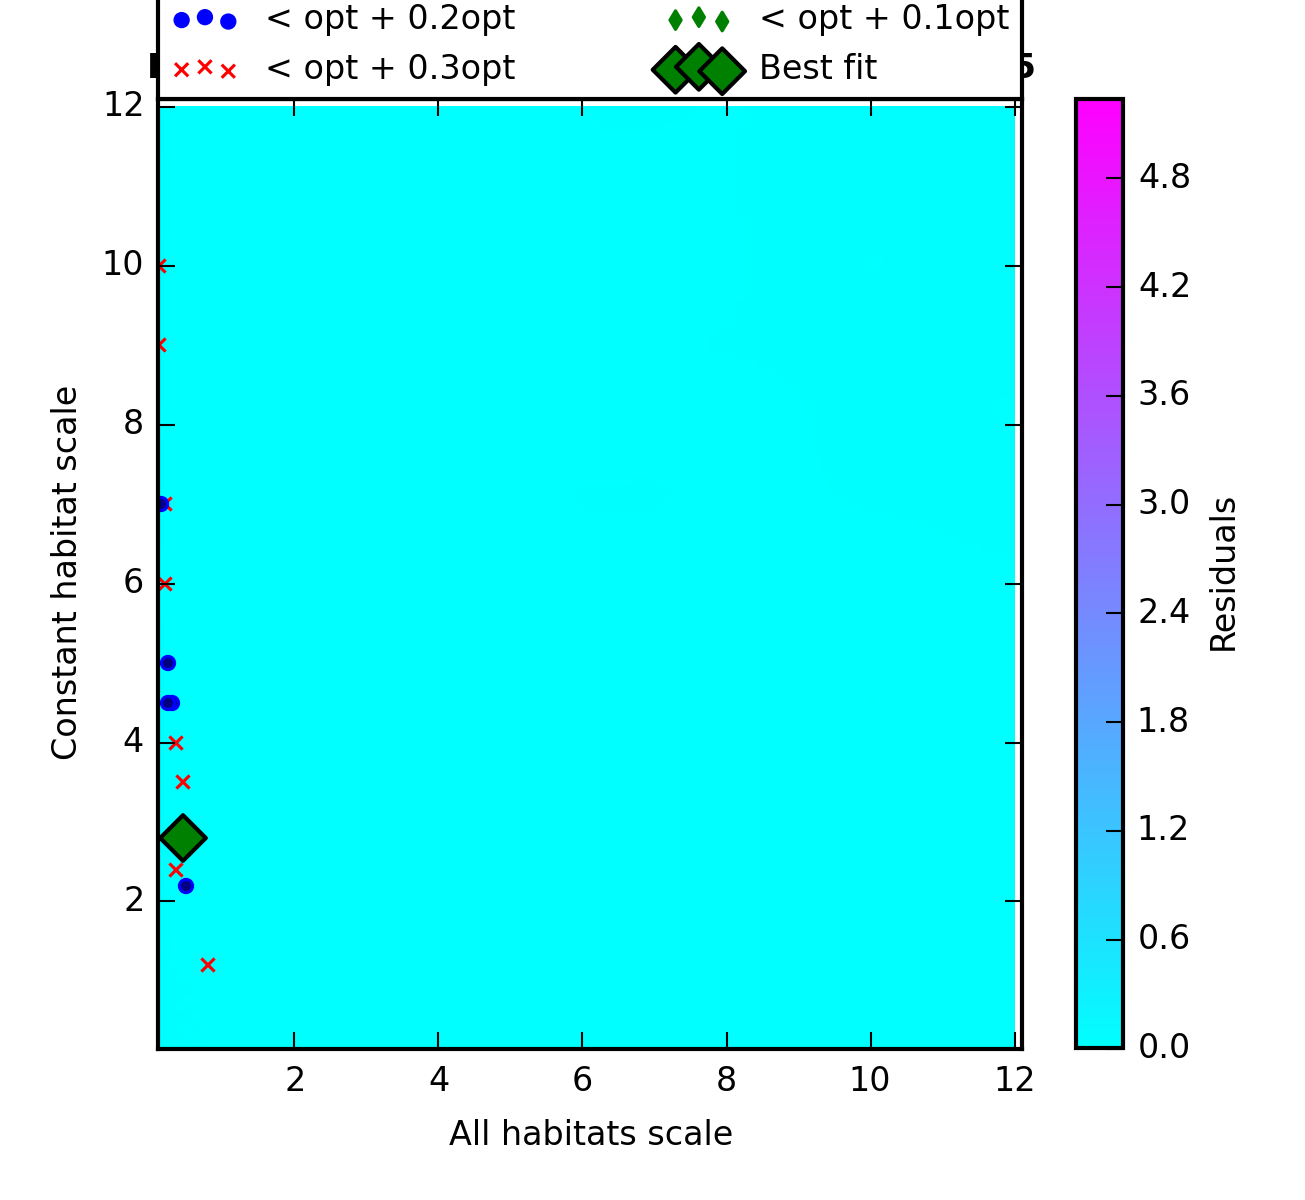 < opt + 0.2opt < opt + 0.1opt
< opt + 0.3opt Best fit
12
10
8
6
4
2
Constant habitat scale
2 4 6 8 10 12
All habitats scale
4.8
4.2
3.6
3.0
2.4
1.8
1.2
0.6
0.0
Residuals